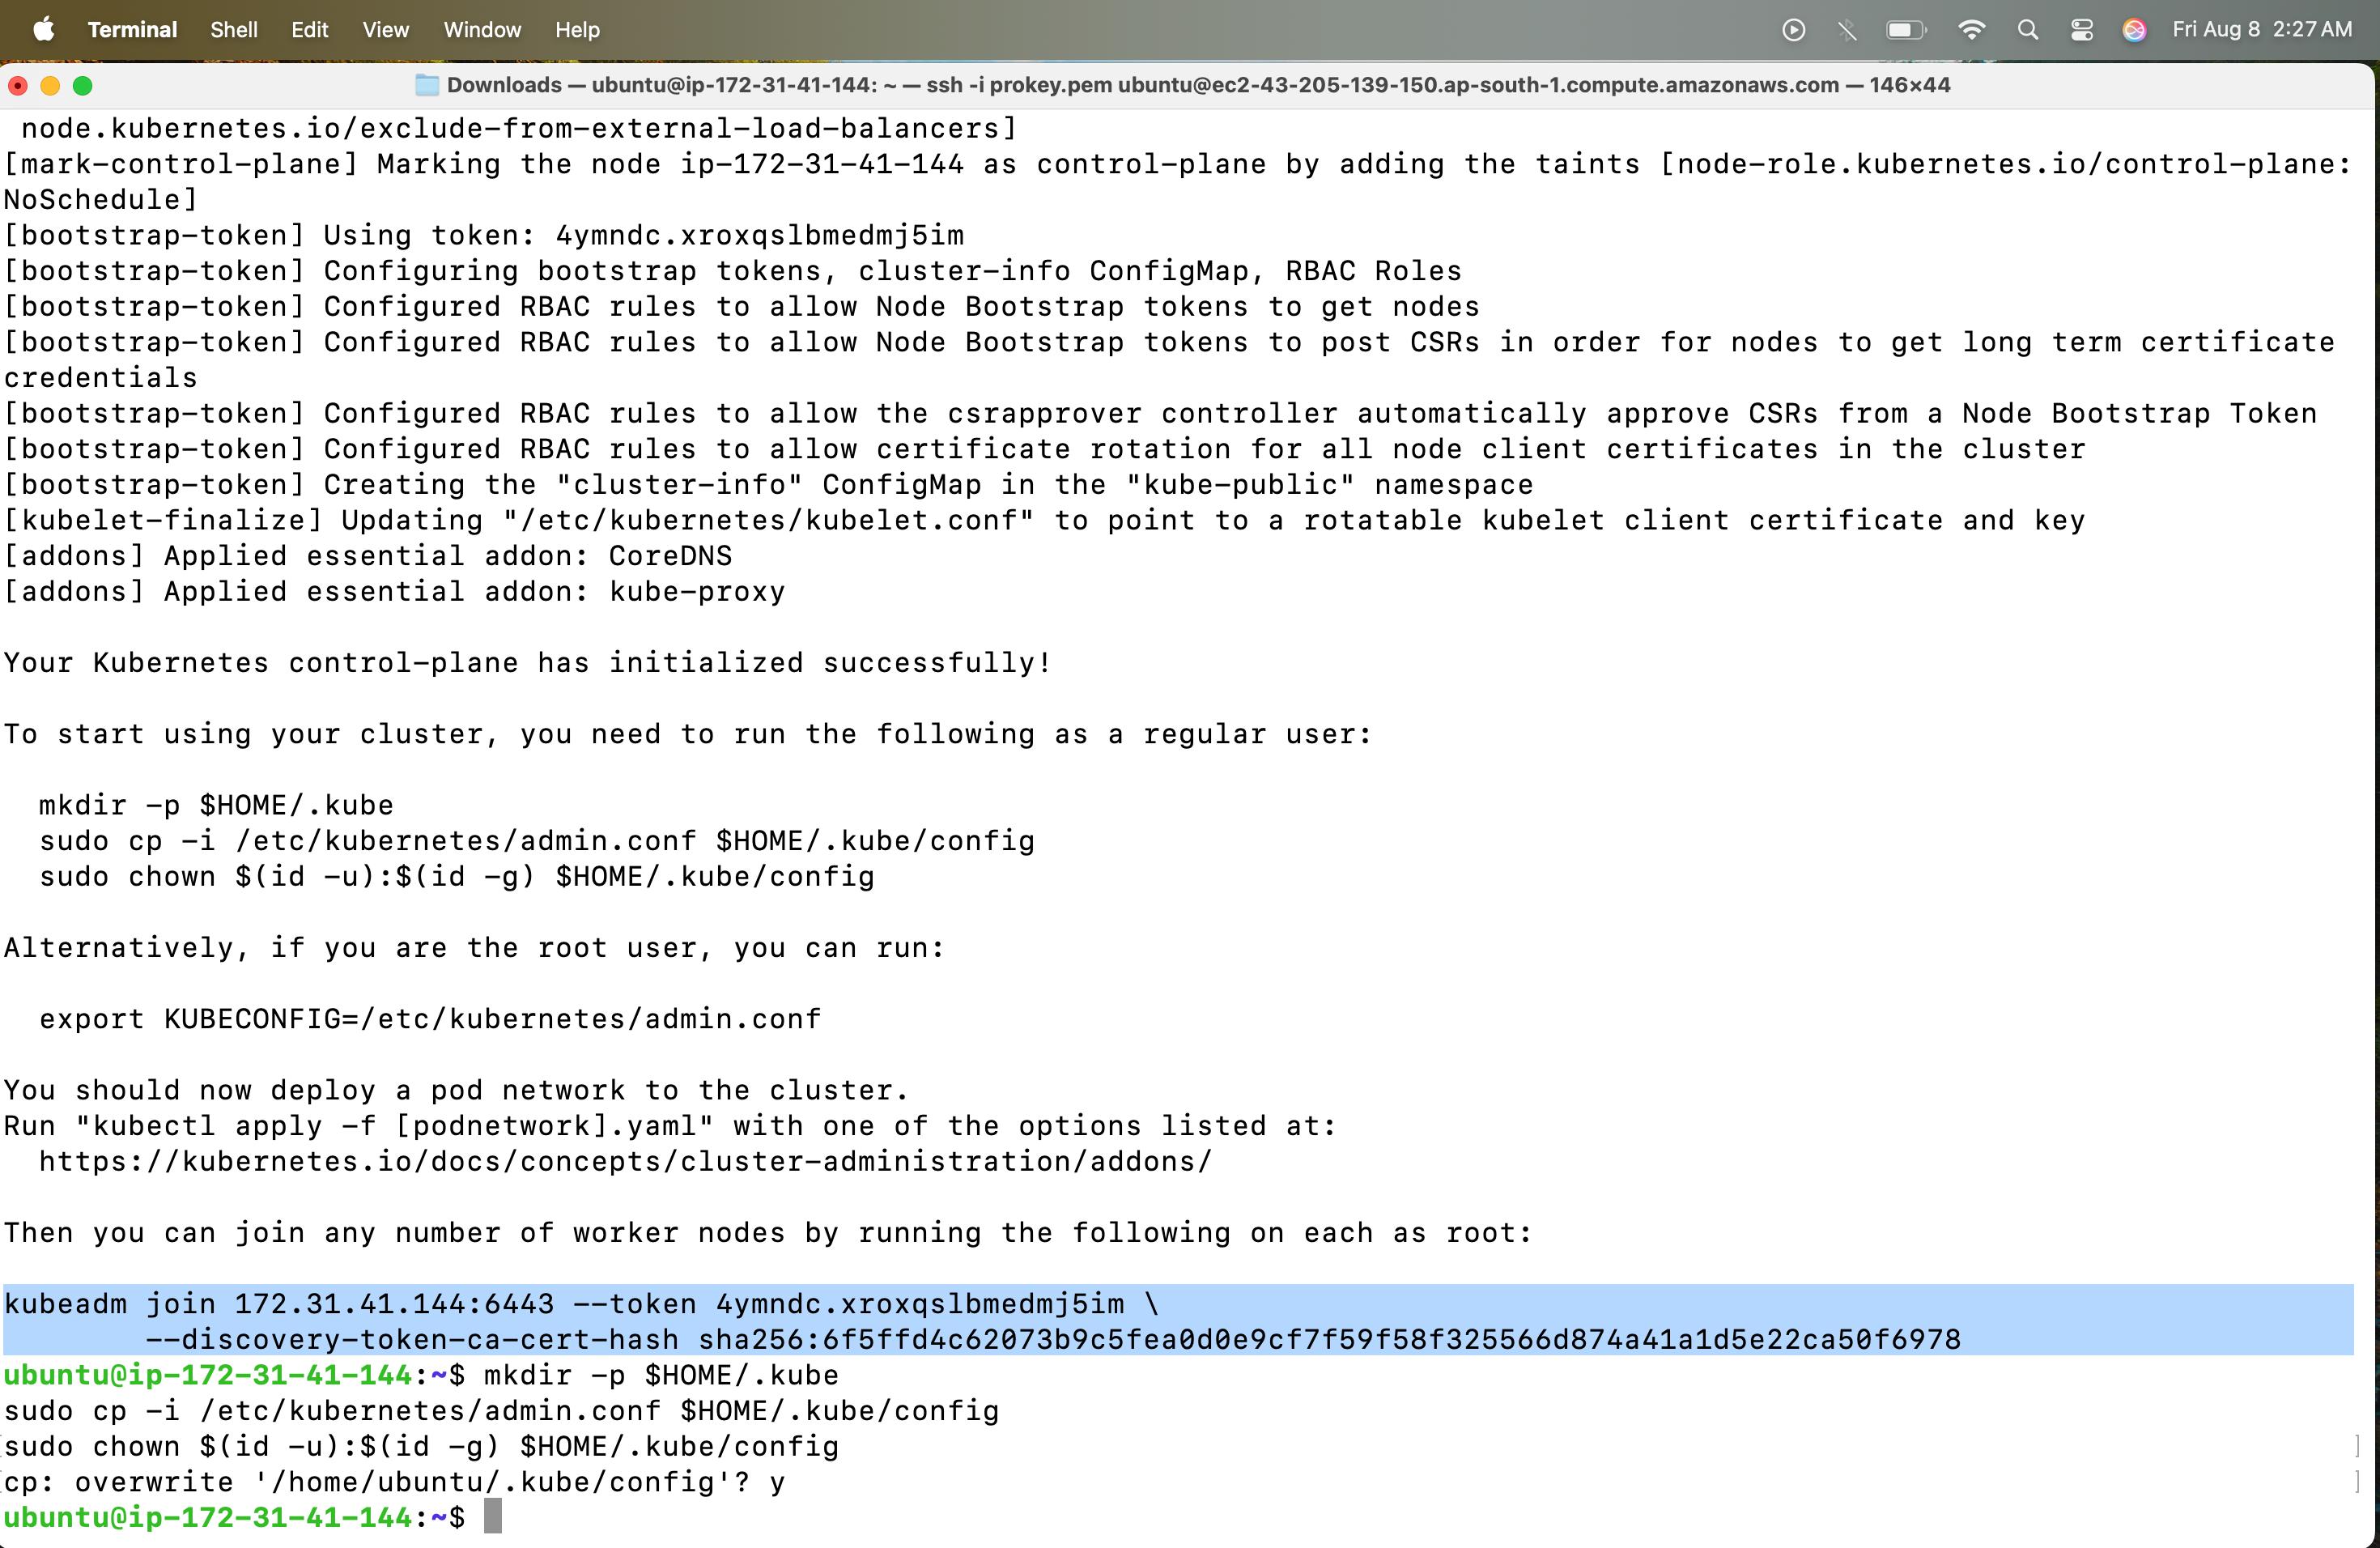 Terminal Shell Edit View Window Help Fri Aug 8 2:27 AM
Downloads — ubuntu@ip-172-31-41-144: ~ — ssh -i prokey.pem ubuntu@ec2-43-205-139-150.ap-south-1.compute.amazonaws.com — 146×44
node.kubernetes.io/exclude-from-external-load-balancers]
[mark-control-plane] Marking the node ip-172-31-41-144 as control-plane by adding the taints [node-role.kubernetes.io/control-plane:
NoSchedule]
[bootstrap-token] Using token: 4ymndc.xroxqslbmedmj5im
[bootstrap-token] Configuring bootstrap tokens, cluster-info ConfigMap, RBAC Roles
[bootstrap-token] Configured RBAC rules to allow Node Bootstrap tokens to get nodes
[bootstrap-token] Configured RBAC rules to allow Node Bootstrap tokens to post CSRs in order for nodes to get long term certificate
credentials
[bootstrap-token] Configured RBAC rules to allow the csrapprover controller automatically approve CSRs from a Node Bootstrap Token
[bootstrap-token] Configured RBAC rules to allow certificate rotation for all node client certificates in the cluster
[bootstrap-token] Creating the "cluster-info" ConfigMap in the "kube-public" namespace
[kubelet-finalize] Updating "/etc/kubernetes/kubelet.conf" to point to a rotatable kubelet client certificate and key
[addons] Applied essential addon: CoreDNS
[addons] Applied essential addon: kube-proxy
Your Kubernetes control-plane has initialized successfully!
To start using your cluster, you need to run the following as a regular user:
mkdir -p $HOME/.kube
sudo cp -i /etc/kubernetes/admin.conf $HOME/.kube/config
sudo chown $(id -u):$(id -g) $HOME/.kube/config
Alternatively, if you are the root user, you can run:
export KUBECONFIG=/etc/kubernetes/admin.conf
You should now deploy a pod network to the cluster.
Run "kubectl apply -f [podnetwork].yaml" with one of the options listed at:
https://kubernetes.io/docs/concepts/cluster-administration/addons/
Then you can join any number of worker nodes by running the following on each as root:
kubeadm join 172.31.41.144:6443 --token 4ymndc.xroxqslbmedmj5im \
--discovery-token-ca-cert-hash sha256:6f5ffd4c62073b9c5fea0d0e9cf7f59f58f325566d874a41a1d5e22ca50f6978
ubuntu@ip-172-31-41-144:~$ mkdir -p $HOME/.kube
sudo cp -i /etc/kubernetes/admin.conf $HOME/.kube/config
[sudo chown $(id -u):$(id -g) $HOME/.kube/config ]
[cp: overwrite '/home/ubuntu/.kube/config'? y ]
ubuntu@ip-172-31-41-144:~$